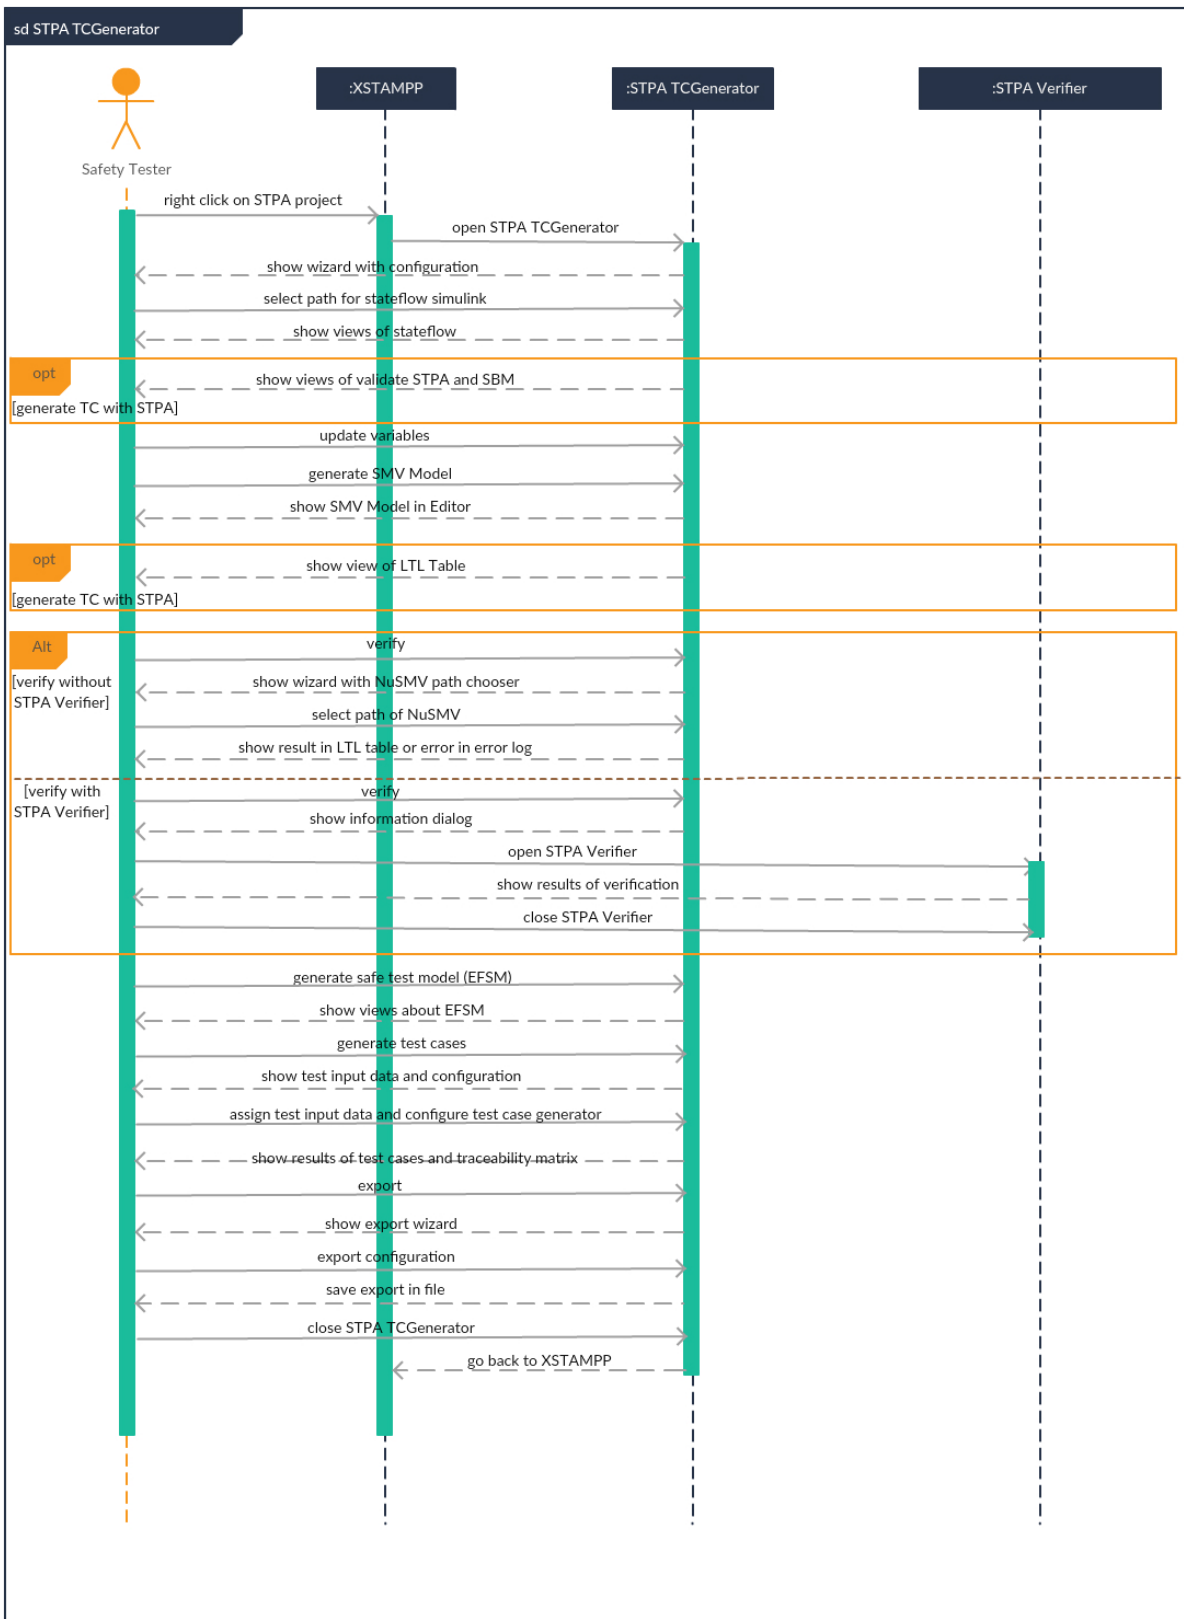 sd STPA TCGenerator
:XSTAMPP
:STPA TCGenerator
:STPA Verifier
Safety Tester
right click on STPA project
open STPA TCGenerator
show wizard with configuration
select path for stateflow simulink
show views of stateflow
opt
show views of validate STPA and SBM
[generate TC with STPA]
update variables
generate SMV Model
show SMV Model in Editor
opt
show view of LTL Table
[generate TC with STPA]
Alt
verify
[verify without
STPA Verifier]
show wizard with NuSMV path chooser
select path of NuSMV
show result in LTL table or error in error log
[verify with
STPA Verifier]
verify
show information dialog
open STPA Verifier
show results of verification
close STPA Verifier
generate safe test model (EFSM)
show views about EFSM
generate test cases
show test input data and configuration
assign test input data and configure test case generator
show results of test cases and traceability matrix
export
show export wizard
export configuration
save export in file
close STPA TCGenerator
go back to XSTAMPP